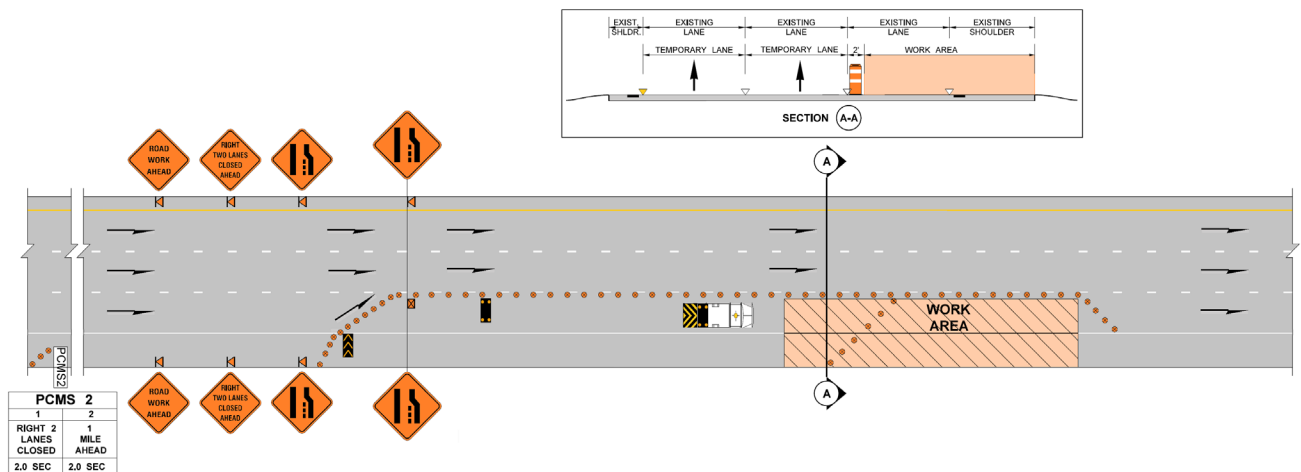 EXIST. SHLDR.
EXISTING LANE
EXISTING LANE
EXISTING LANE
EXISTING SHOULDER
TEMPORARY LANE
TEMPORARY LANE
2'
WORK AREA
SECTION A-A
ROAD
WORK
AHEAD
RIGHT
TWO LANES
CLOSED
AHEAD
A
WORK
AREA
A
PCMS2
ROAD
WORK
AHEAD
RIGHT
TWO LANES
CLOSED
AHEAD
PCMS 2
1 2
RIGHT 2 1
LANES MILE
CLOSED AHEAD
2.0 SEC 2.0 SEC